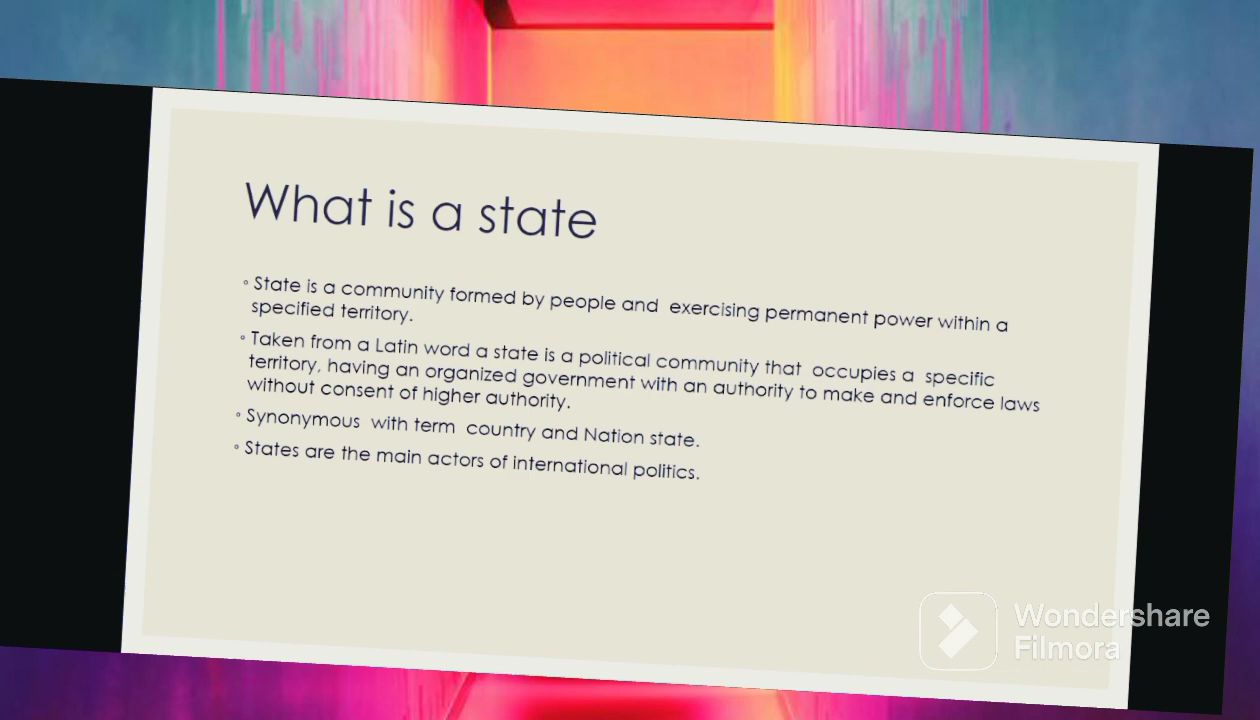 What is a state
◦ State is a community formed by people and exercising permanent power within a
specified territory.
◦ Taken from a Latin word a state is a political community that occupies a specific
territory, having an organized government with an authority to make and enforce laws
without consent of higher authority.
◦ Synonymous with term country and Nation state.
◦ States are the main actors of international politics.
Wondershare
Filmora